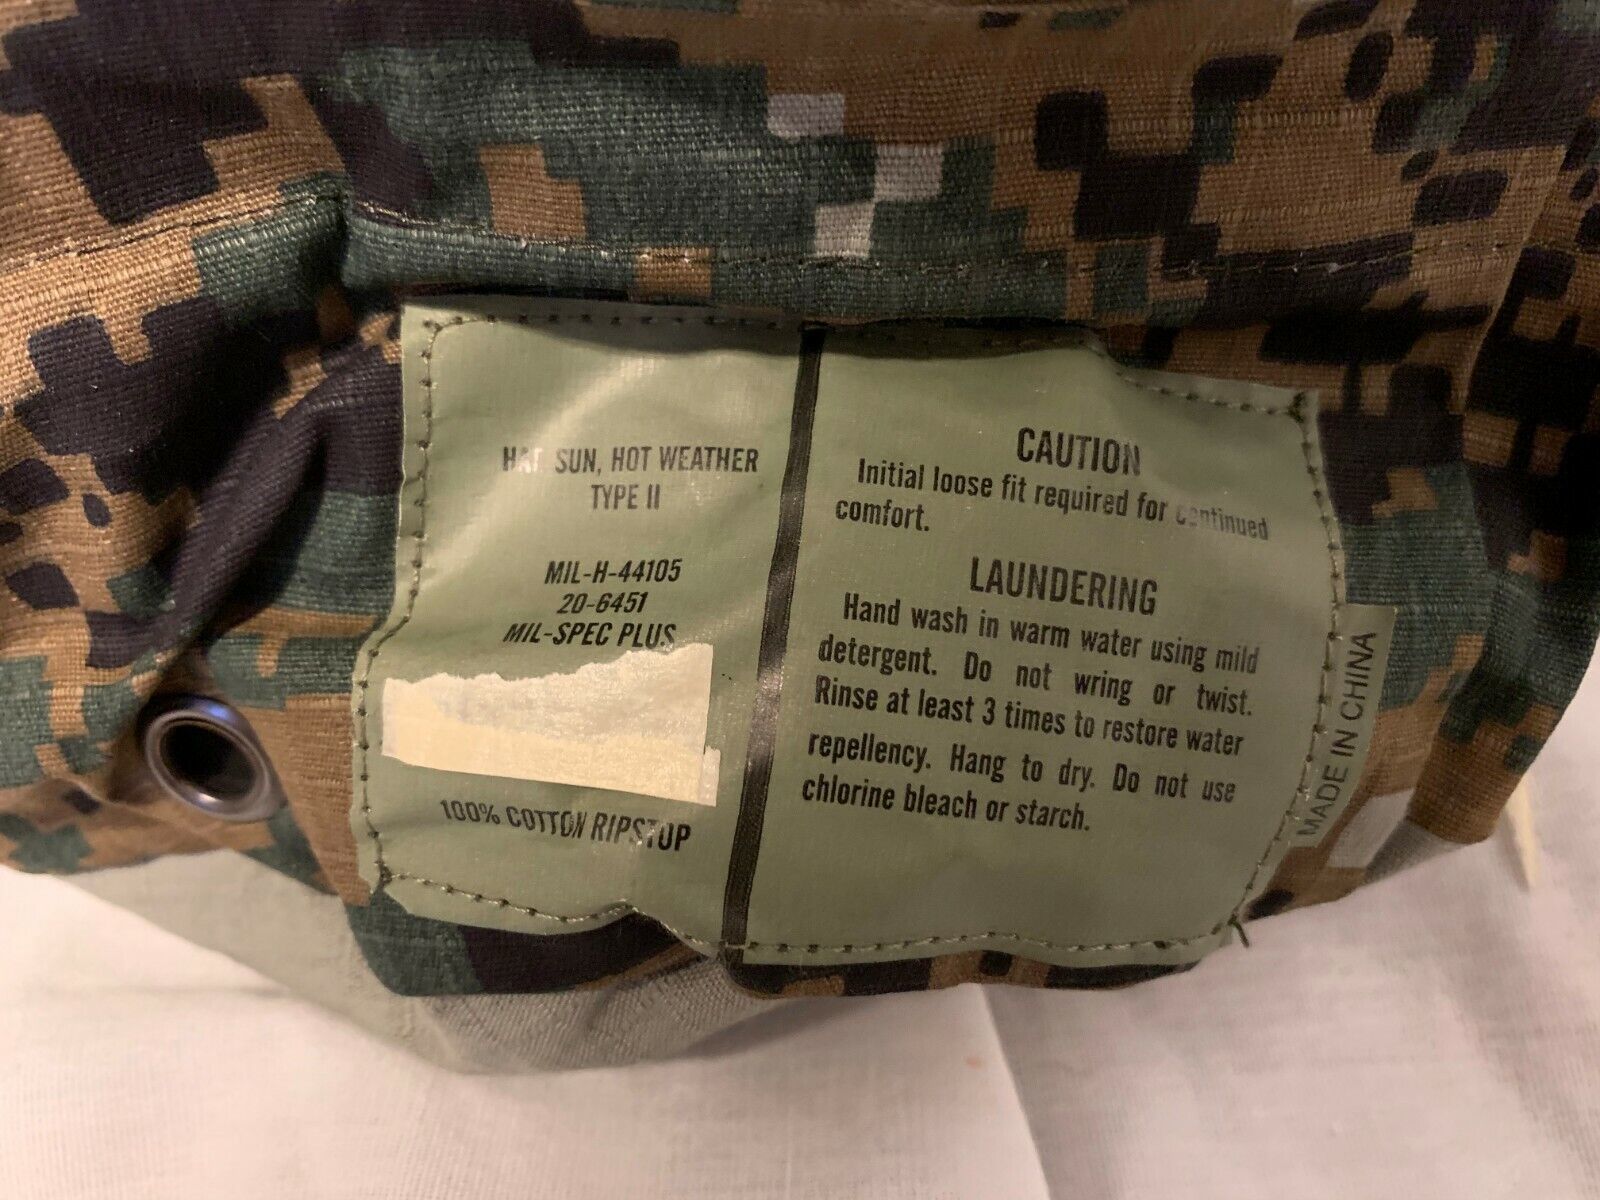 HAT SUN, HOT WEATHER
TYPE II
MIL-H-44105
20-6451
MIL-SPEC PLUS
100% COTTON RIPSTOP
CAUTION
Initial loose fit required for continued
comfort.
LAUNDERING
Hand wash in warm water using mild
detergent. Do not wring or twist.
Rinse at least 3 times to restore water
repellency. Hang to dry. Do not use
chlorine bleach or starch.
MADE IN CHINA